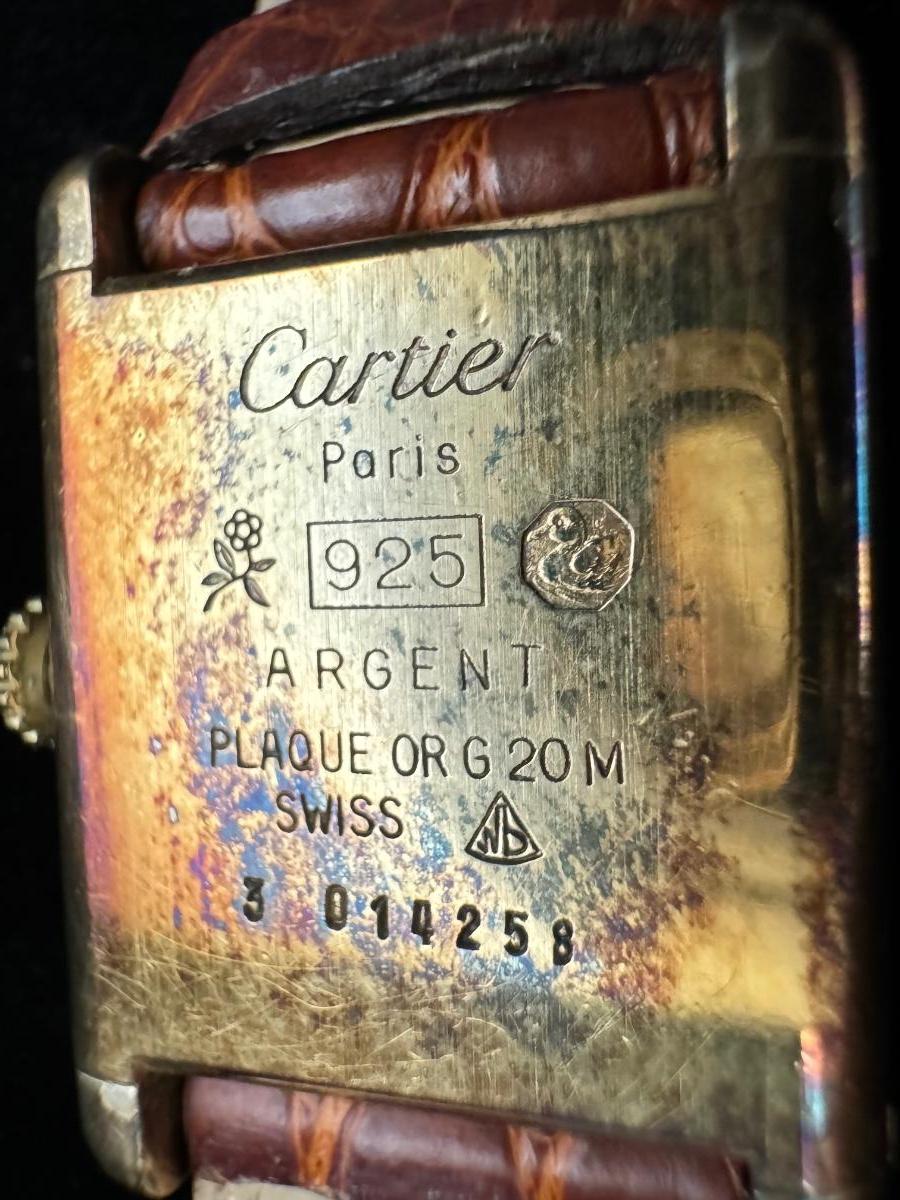 Cartier
Paris
925
ARGENT
PLAQUE OR G 20 M
SWISS
3 014258